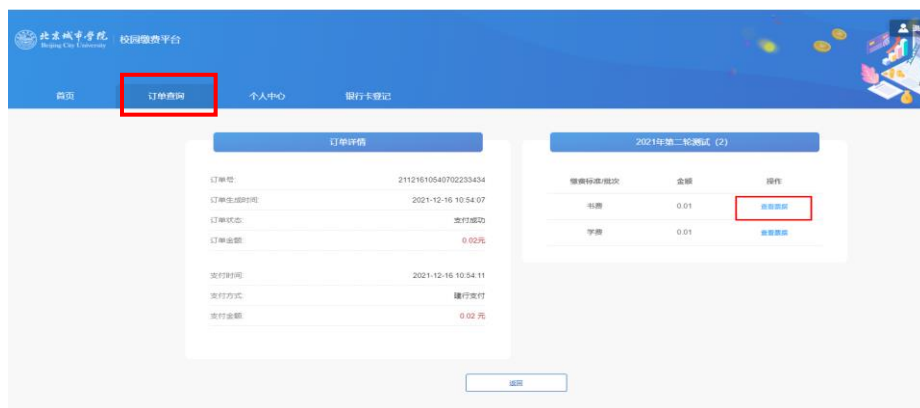 北京城市学院
Beijing City University
校园缴费平台
首页
订单查询
个人中心
银行卡登记
订单详情
订单号: 21121610540702233434
订单生成时间: 2021-12-16 10:54:07
订单状态: 支付成功
订单金额: 0.02元
支付时间: 2021-12-16 10:54:11
支付方式: 建行支付
支付金额: 0.02 元
2021年第二轮测试 (2)
缴费标准/批次 金额 操作
书费 0.01 查看票据
学费 0.01 查看票据
返回